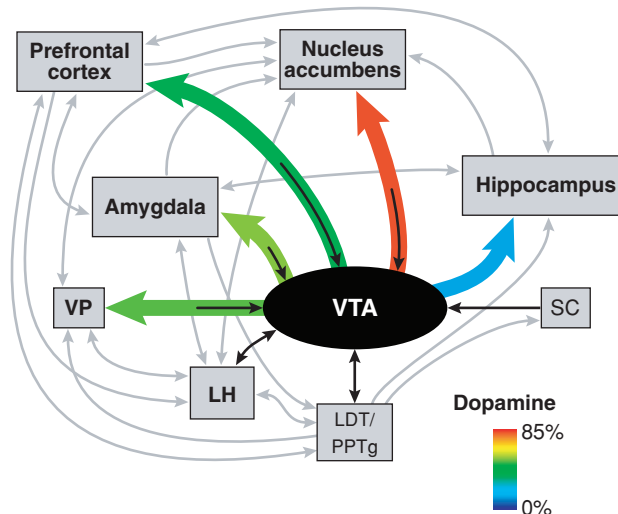 Prefrontal
cortex
Nucleus
accumbens
Hippocampus
Amygdala
VP
VTA
SC
LH
LDT/
PPTg
Dopamine
85%
0%